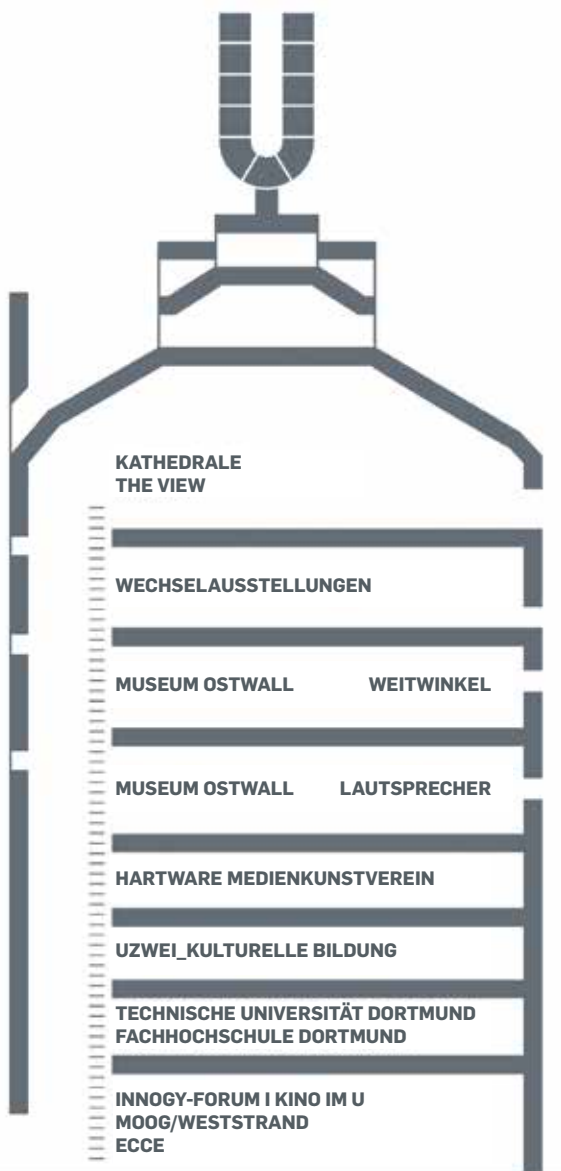 U
KATHEDRALE
THE VIEW
WECHSELAUSSTELLUNGEN
MUSEUM OSTWALL WEITWINKEL
MUSEUM OSTWALL LAUTSPRECHER
HARTWARE MEDIENKUNSTVEREIN
UZWEI_KULTURELLE BILDUNG
TECHNISCHE UNIVERSITÄT DORTMUND
FACHHOCHSCHULE DORTMUND
INNOGY-FORUM I KINO IM U
MOOG/WESTSTRAND
ECCE